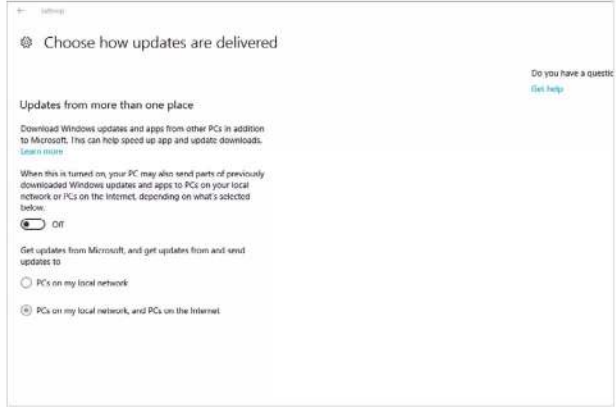 Settings
Choose how updates are delivered
Do you have a questic
Get help
Updates from more than one place
Download Windows updates and apps from other PCs in addition
to Microsoft. This can help speed up app and update downloads.
Learn more
When this is turned on, your PC may also send parts of previously
downloaded Windows updates and apps to PCs on your local
network or PCs on the Internet, depending on what's selected
below.
Off
Get updates from Microsoft, and get updates from and send
updates to
PCs on my local network
PCs on my local network, and PCs on the Internet